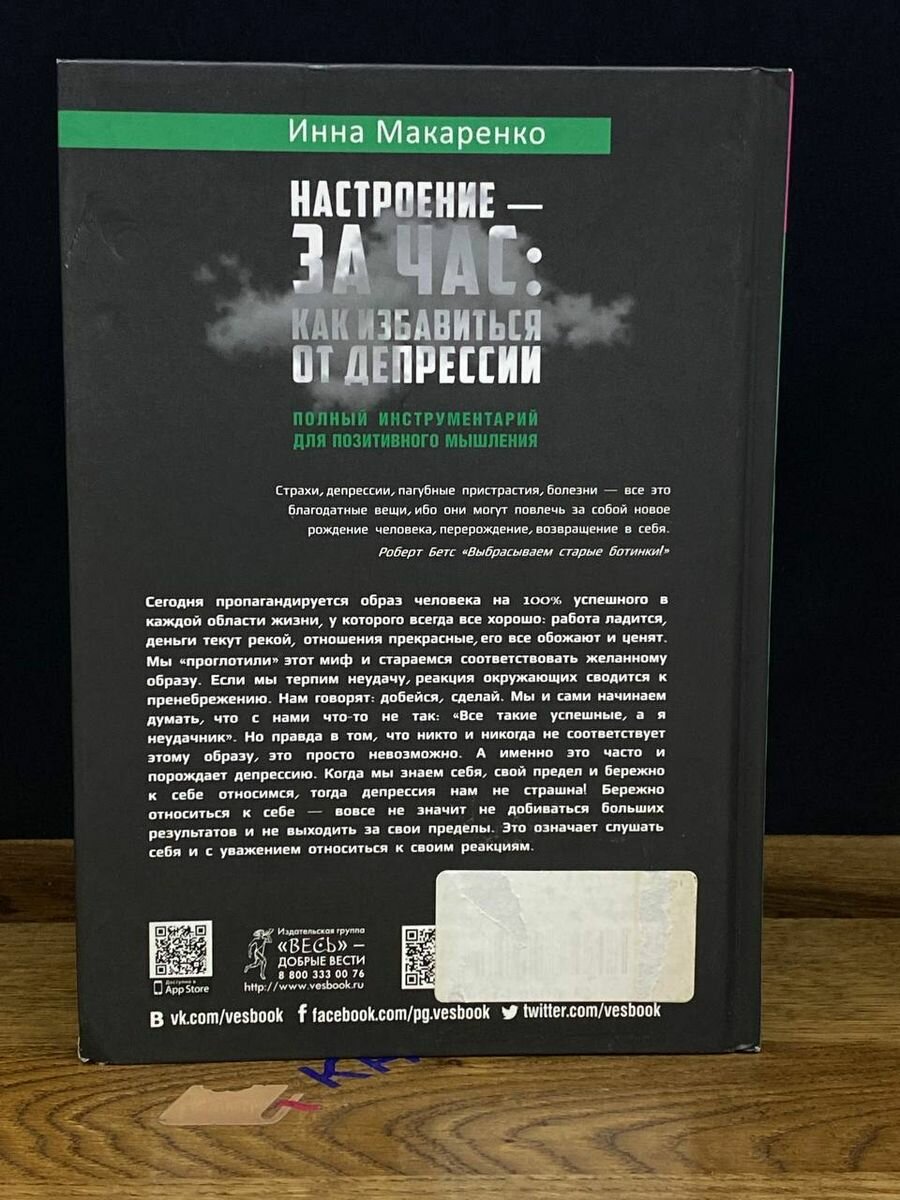 Инна Макаренко
НАСТРОЕНИЕ —
ЗА ЧАС:
КАК ИЗБАВИТЬСЯ
ОТ ДЕПРЕССИИ
ПОЛНЫЙ ИНСТРУМЕНТАРИЙ
ДЛЯ ПОЗИТИВНОГО МЫШЛЕНИЯ
Страхи, депрессии, пагубные пристрастия, болезни — все это
благодатные вещи, ибо они могут повлечь за собой новое
рождение человека, перерождение, возвращение в себя.
Роберт Бетс «Выбрасываем старые ботинки!»
Сегодня пропагандируется образ человека на 100% успешного в
каждой области жизни, у которого всегда все хорошо: работа ладится,
деньги текут рекой, отношения прекрасные, его все обожают и ценят.
Мы «проглотили» этот миф и стараемся соответствовать желанному
образу. Если мы терпим неудачу, реакция окружающих сводится к
пренебрежению. Нам говорят: добейся, сделай. Мы и сами начинаем
думать, что с нами что-то не так: «Все такие успешные, а я
неудачник». Но правда в том, что никто и никогда не соответствует
этому образу, это просто невозможно. А именно это часто и
порождает депрессию. Когда мы знаем себя, свой предел и бережно
к себе относимся, тогда депрессия нам не страшна! Бережно
относиться к себе — вовсе не значит не добиваться больших
результатов и не выходить за свои пределы. Это означает слушать
себя и с уважением относиться к своим реакциям.
Издательская группа
«ВЕСЬ» —
ДОБРЫЕ ВЕСТИ
8 800 333 00 76
http://www.vesbook.ru
Доступно в
App Store
В vk.com/vesbook f facebook.com/pg.vesbook twitter.com/vesbook